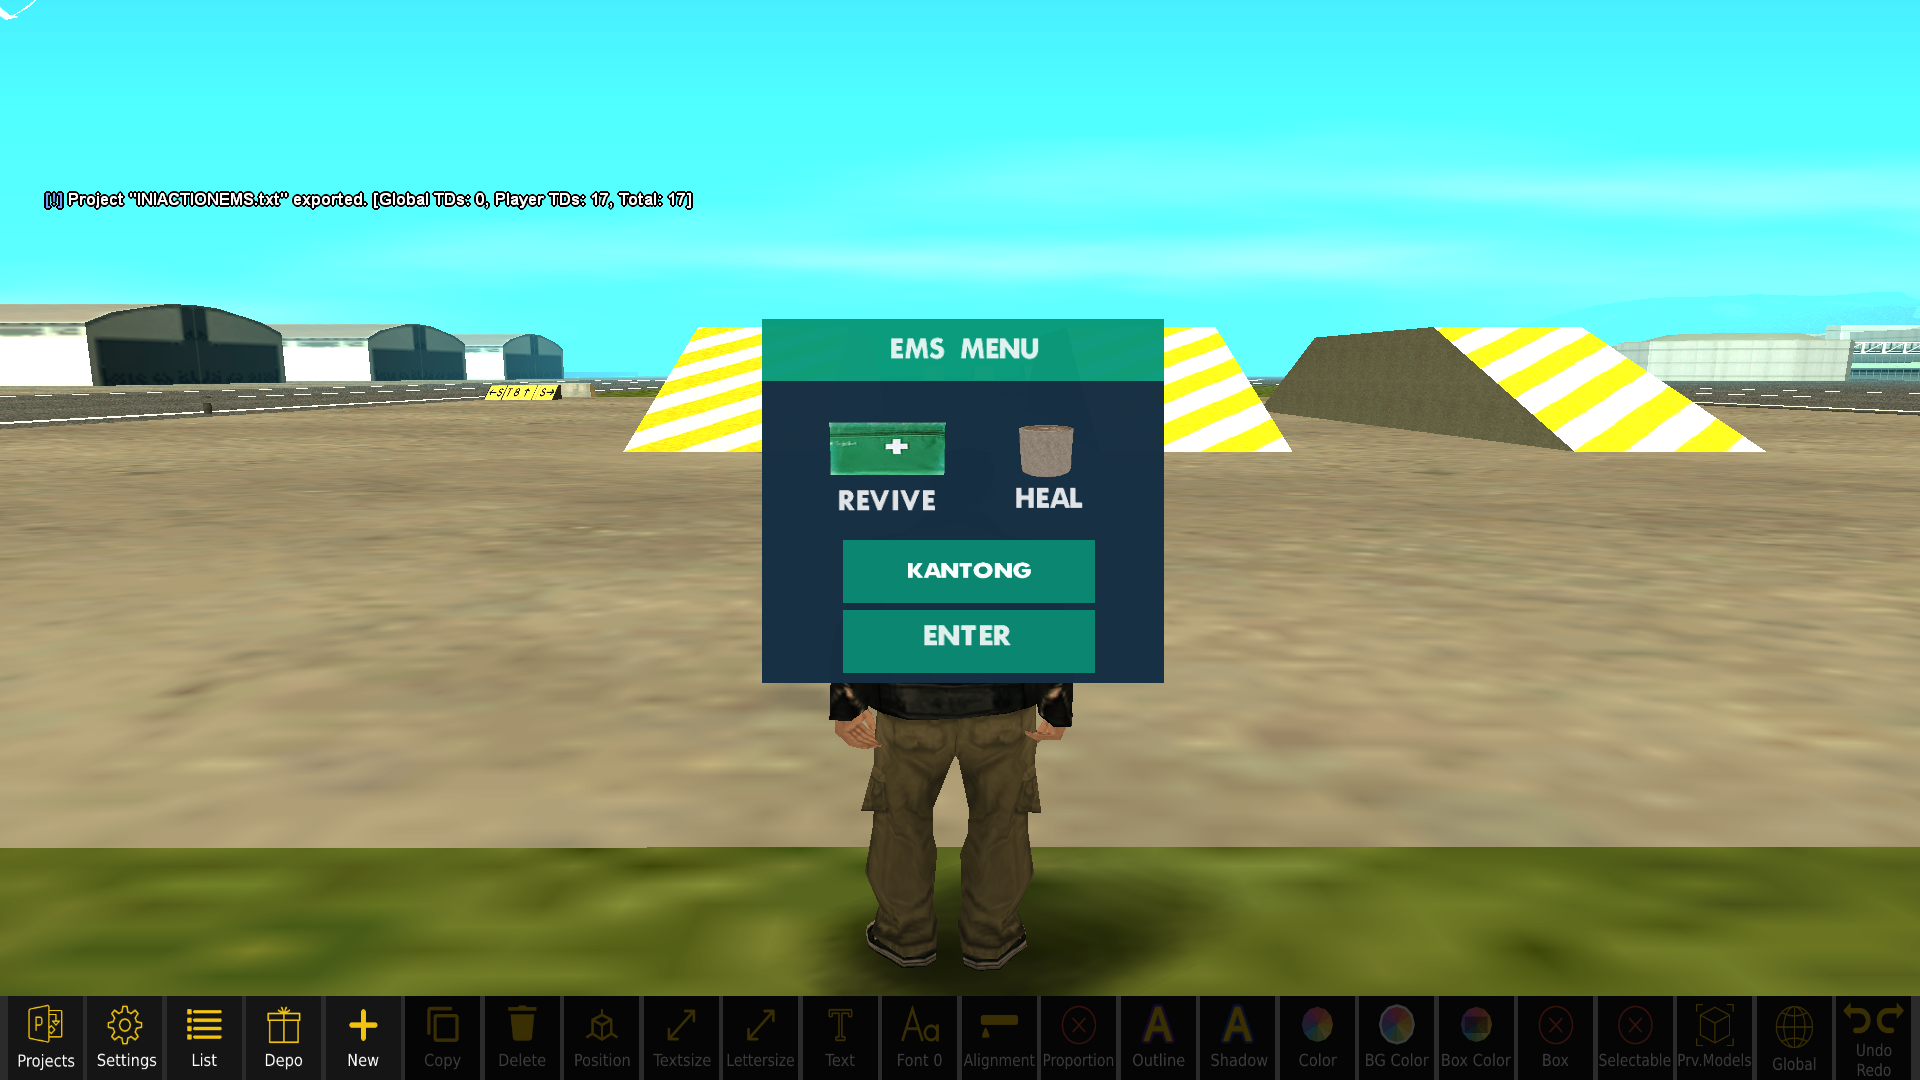 [!] Project "INIACTIONEMS.txt" exported. [Global TDs: 0, Player TDs: 17, Total: 17]
EMS MENU
REVIVE
HEAL
KANTONG
ENTER
Projects
Settings
List
Depo
New
Copy
Delete
Position
Textsize
Lettersize
Text
Font 0
Alignment
Proportion
Outline
Shadow
Color
BG Color
Box Color
Box
Selectable
Prv.Models
Global
Undo
Redo